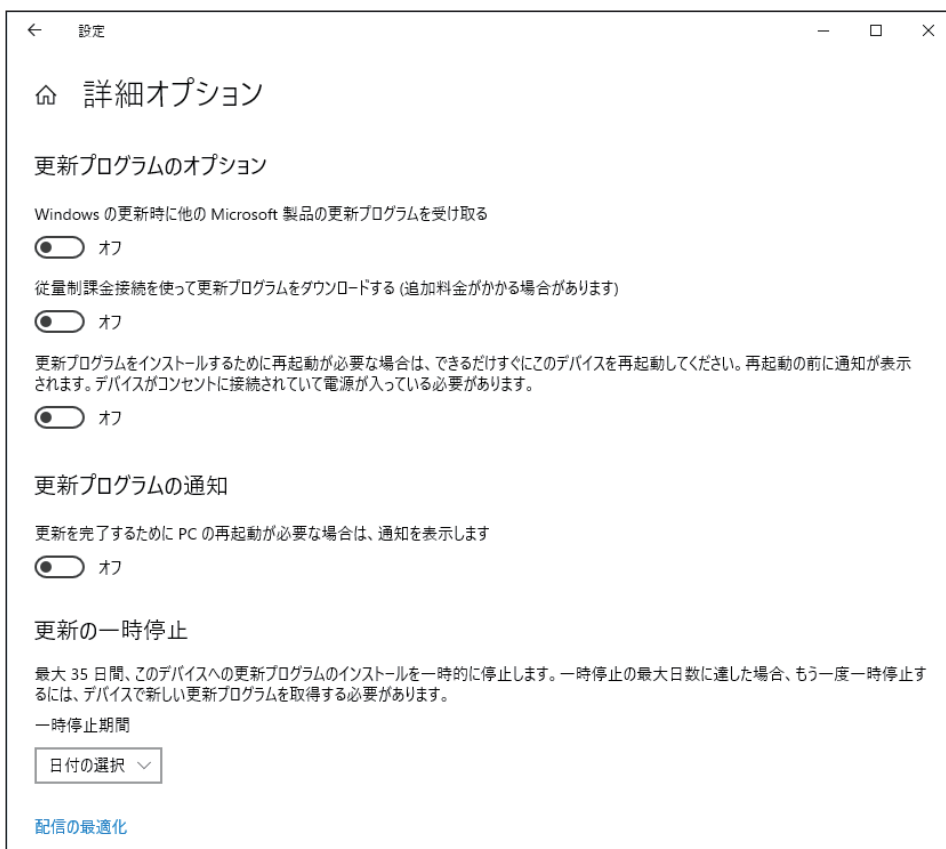 設定
詳細オプション
更新プログラムのオプション
Windows の更新時に他の Microsoft 製品の更新プログラムを受け取る
オフ
従量制課金接続を使って更新プログラムをダウンロードする (追加料金がかかる場合があります)
オフ
更新プログラムをインストールするために再起動が必要な場合は、できるだけすぐにこのデバイスを再起動してください。再起動の前に通知が表示
されます。デバイスがコンセントに接続されていて電源が入っている必要があります。
オフ
更新プログラムの通知
更新を完了するために PC の再起動が必要な場合は、通知を表示します
オフ
更新の一時停止
最大 35 日間、このデバイスへの更新プログラムのインストールを一時的に停止します。一時停止の最大日数に達した場合、もう一度一時停止す
るには、デバイスで新しい更新プログラムを取得する必要があります。
一時停止期間
日付の選択
配信の最適化